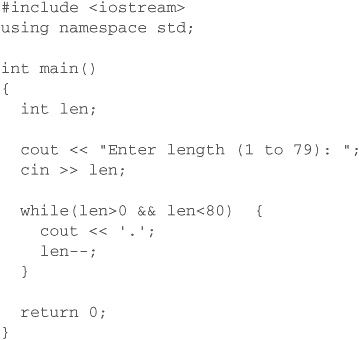 #include <iostream>
using namespace std;

int main()
{
  int len;

  cout << "Enter length (1 to 79): ";
  cin >> len;

  while(len>0 && len<80)  {
    cout << '.';
    len--;
  }

  return 0;
}